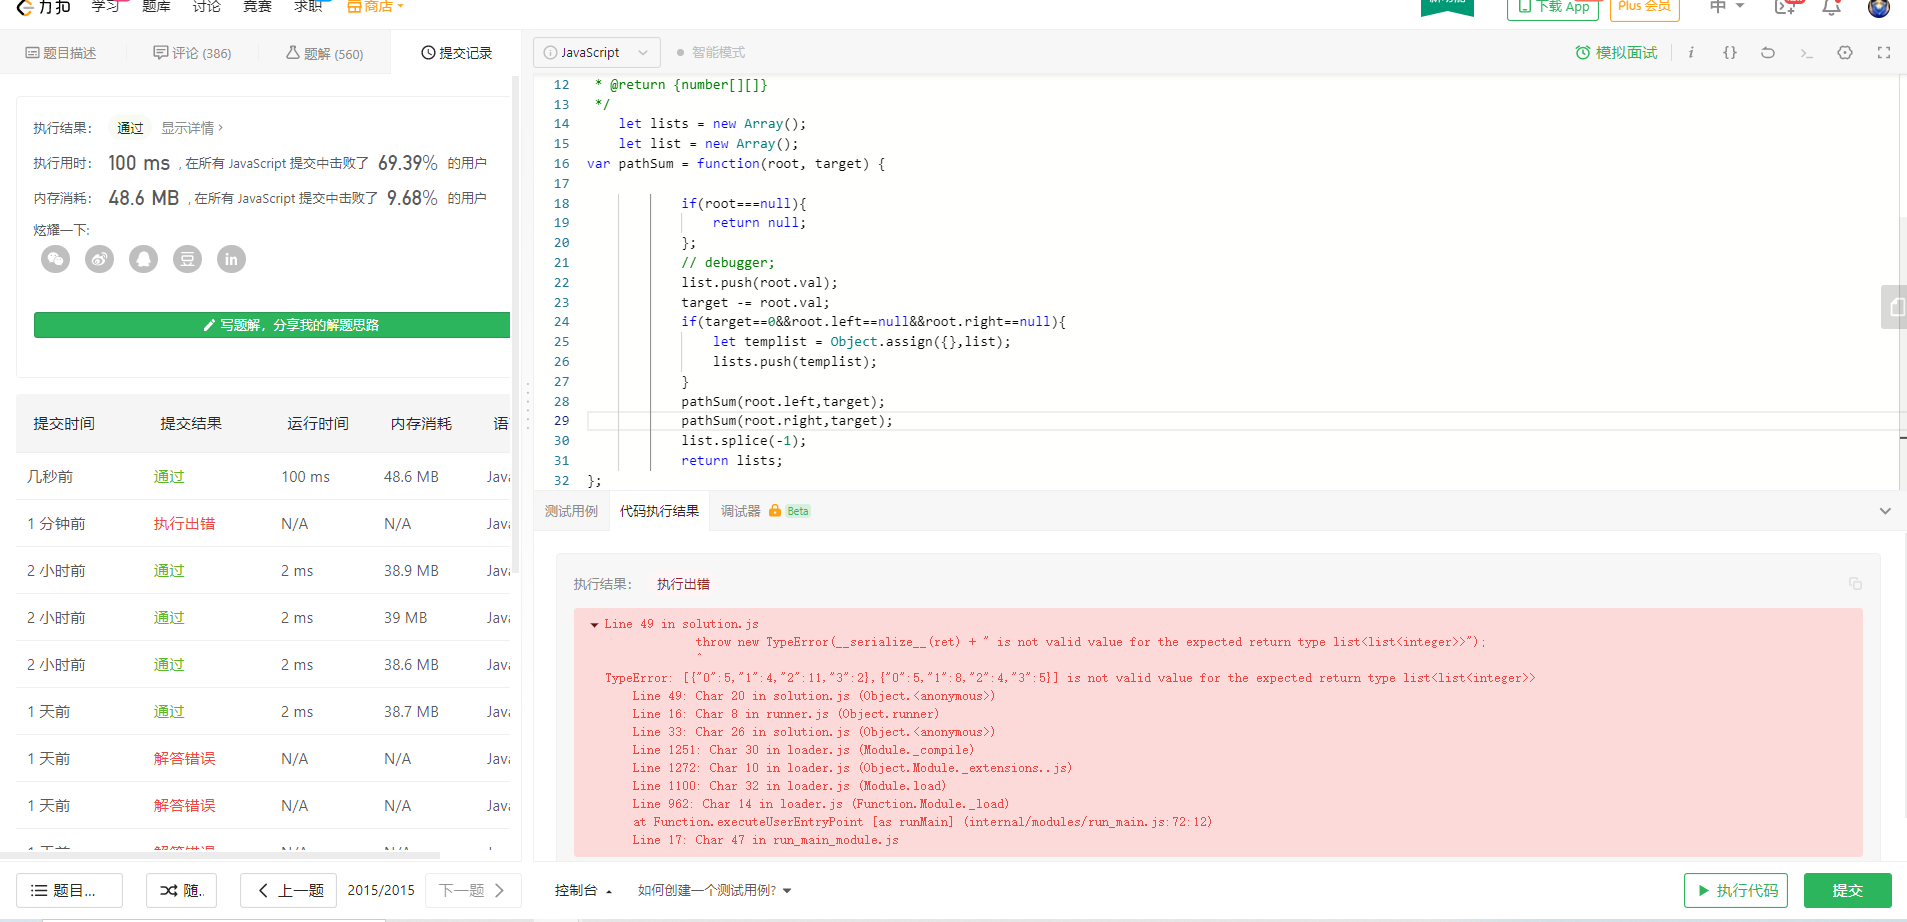 力扣 学习 题库 讨论 竞赛 求职 商店
下载 App Plus 会员 中
题目描述 评论 (386) 题解 (560) 提交记录
JavaScript 智能模式 模拟面试
执行结果： 通过 显示详情 >
执行用时： 100 ms , 在所有 JavaScript 提交中击败了 69.39% 的用户
内存消耗： 48.6 MB , 在所有 JavaScript 提交中击败了 9.68% 的用户
炫耀一下:
豆 in
写题解，分享我的解题思路
提交时间 提交结果 运行时间 内存消耗 语
几秒前 通过 100 ms 48.6 MB Java
1 分钟前 执行出错 N/A N/A Java
2 小时前 通过 2 ms 38.9 MB Java
2 小时前 通过 2 ms 39 MB Java
2 小时前 通过 2 ms 38.6 MB Java
1 天前 通过 2 ms 38.7 MB Java
1 天前 解答错误 N/A N/A Java
1 天前 解答错误 N/A N/A Java
12 * @return {number[][]}
13 */
14 let lists = new Array();
15 let list = new Array();
16 var pathSum = function(root, target) {
17
18 if(root===null){
19 return null;
20 };
21 // debugger;
22 list.push(root.val);
23 target -= root.val;
24 if(target==0&&root.left==null&&root.right==null){
25 let templist = Object.assign({},list);
26 lists.push(templist);
27 }
28 pathSum(root.left,target);
29 pathSum(root.right,target);
30 list.splice(-1);
31 return lists;
32 };
测试用例 代码执行结果 调试器 Beta
执行结果： 执行出错
Line 49 in solution.js
throw new TypeError(__serialize__(ret) + " is not valid value for the expected return type list<list<integer>>");
^
TypeError: [{"0":5,"1":4,"2":11,"3":2},{"0":5,"1":8,"2":4,"3":5}] is not valid value for the expected return type list<list<integer>>
Line 49: Char 20 in solution.js (Object.<anonymous>)
Line 16: Char 8 in runner.js (Object.runner)
Line 33: Char 26 in solution.js (Object.<anonymous>)
Line 1251: Char 30 in loader.js (Module._compile)
Line 1272: Char 10 in loader.js (Object.Module._extensions..js)
Line 1100: Char 32 in loader.js (Module.load)
Line 962: Char 14 in loader.js (Function.Module._load)
at Function.executeUserEntryPoint [as runMain] (internal/modules/run_main.js:72:12)
Line 17: Char 47 in run_main_module.js
题目... 随.. 上一题 2015/2015 下一题
控制台 如何创建一个测试用例? 执行代码 提交